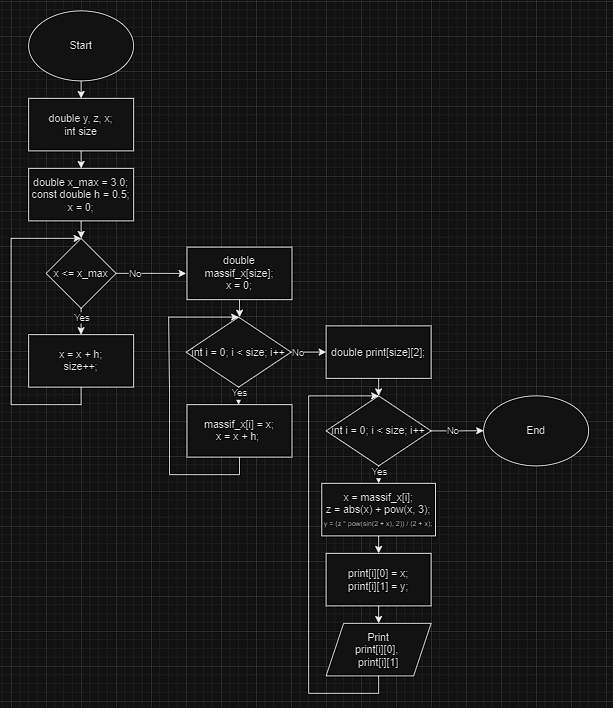 Start
double y, z, x;
int size
double x_max = 3.0;
const double h = 0.5;
x = 0;
x <= x_max
No
Yes
x = x + h;
size++;
double
massif_x[size];
x = 0;
int i = 0; i < size; i++
No
Yes
massif_x[i] = x;
x = x + h;
double print[size][2];
int i = 0; i < size; i++
No
Yes
End
x = massif_x[i];
z = abs(x) + pow(x, 3);
y = (z * pow(sin(2 + x), 2)) / (2 + x);
print[i][0] = x;
print[i][1] = y;
Print
print[i][0],
print[i][1]